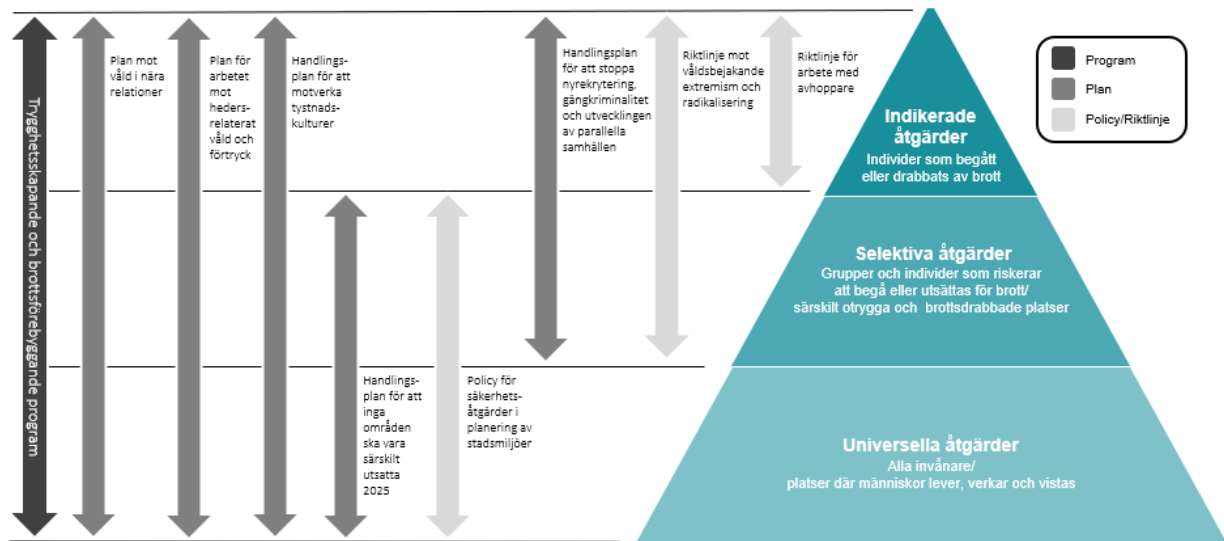 Trygghetsskapande och brottsförebyggande program
Plan mot
våld i nära
relationer
Plan för
arbetet
mot
heders-
relaterat
våld och
förtryck
Handlings-
plan för att
motverka
tystnads-
kulturer
Handlings-
plan för att
inga
områden
ska vara
särskilt
utsatta
2025
Policy för
säkerhets-
åtgärder i
planering av
stadsmiljöer
Handlingsplan
för att stoppa
nyrekrytering,
gängkriminalitet
och utvecklingen
av parallella
samhällen
Riktlinje mot
våldsbejakande
extremism och
radikalisering
Riktlinje för
arbete med
avhoppare
Indikerade
åtgärder
Individer som begått
eller drabbats av brott
Selektiva åtgärder
Grupper och individer som riskerar
att begå eller utsättas för brott/
särskilt otrygga och brottsdrabbade platser
Universella åtgärder
Alla invånare/
platser där människor lever, verkar och vistas
Program
Plan
Policy/Riktlinje